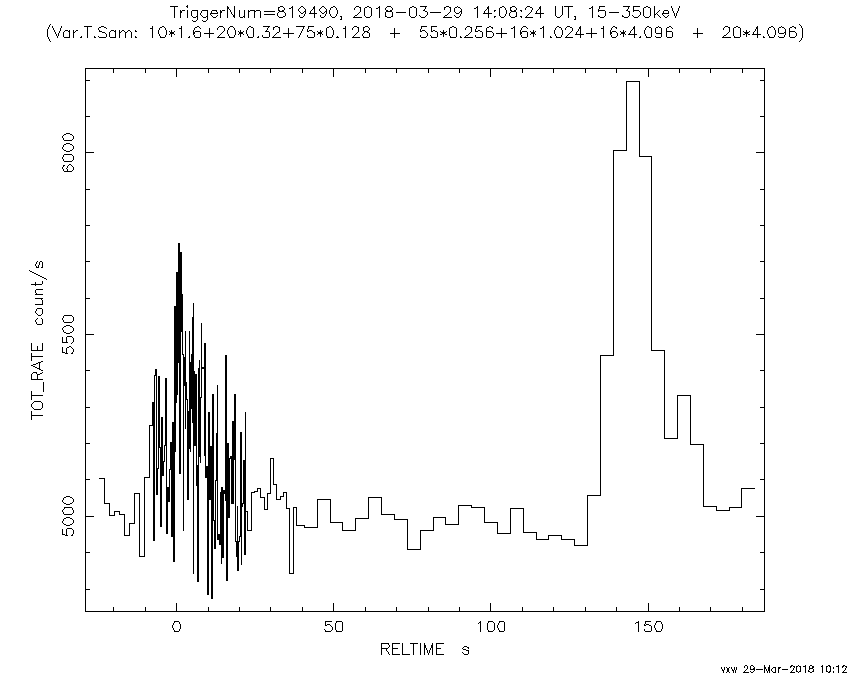 TriggerNum=819490, 2018-03-29 14:08:24 UT, 15-350keV
(Var.T.Sam: 10*1.6+20*0.32+75*0.128 + 55*0.256+16*1.024+16*4.096 + 20*4.096)
6000
5500
5000
TOT_RATE count/s
0 50 100 150
RELTIME s
vxw 29-Mar-2018 10:12